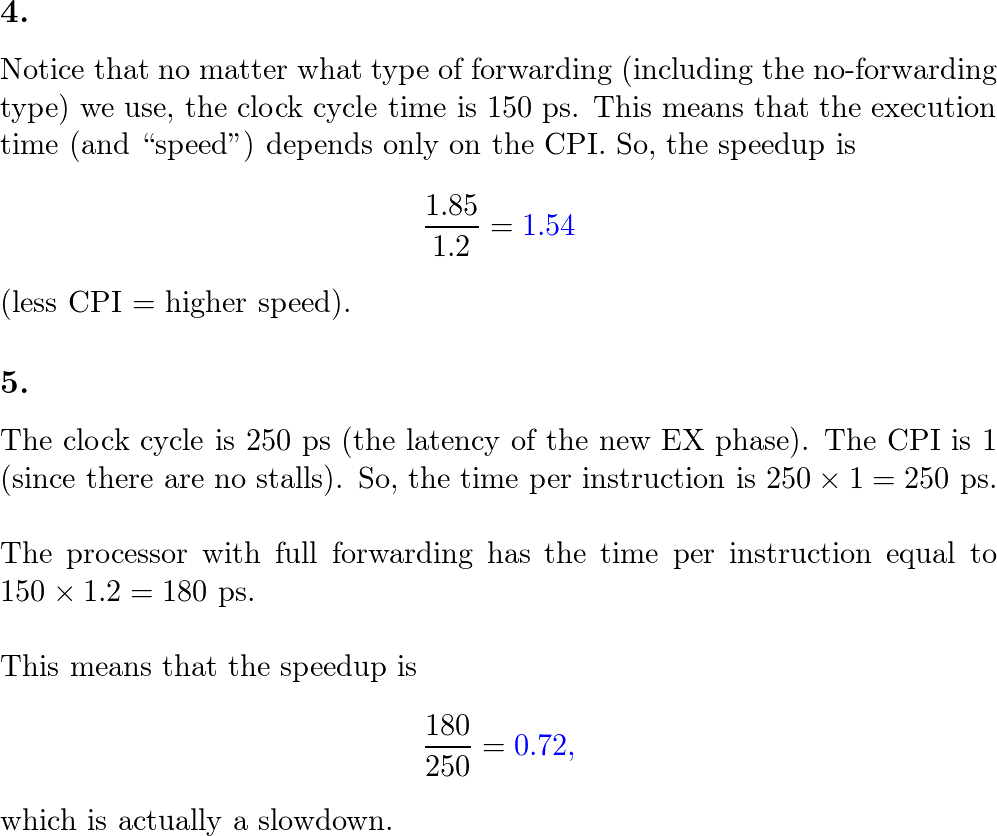 4.
Notice that no matter what type of forwarding (including the no-forwarding
type) we use, the clock cycle time is 150 ps. This means that the execution
time (and “speed”) depends only on the CPI. So, the speedup is
1.85/1.2 = 1.54
(less CPI = higher speed).
5.
The clock cycle is 250 ps (the latency of the new EX phase). The CPI is 1
(since there are no stalls). So, the time per instruction is 250 × 1 = 250 ps.
The processor with full forwarding has the time per instruction equal to
150 × 1.2 = 180 ps.
This means that the speedup is
180/250 = 0.72,
which is actually a slowdown.